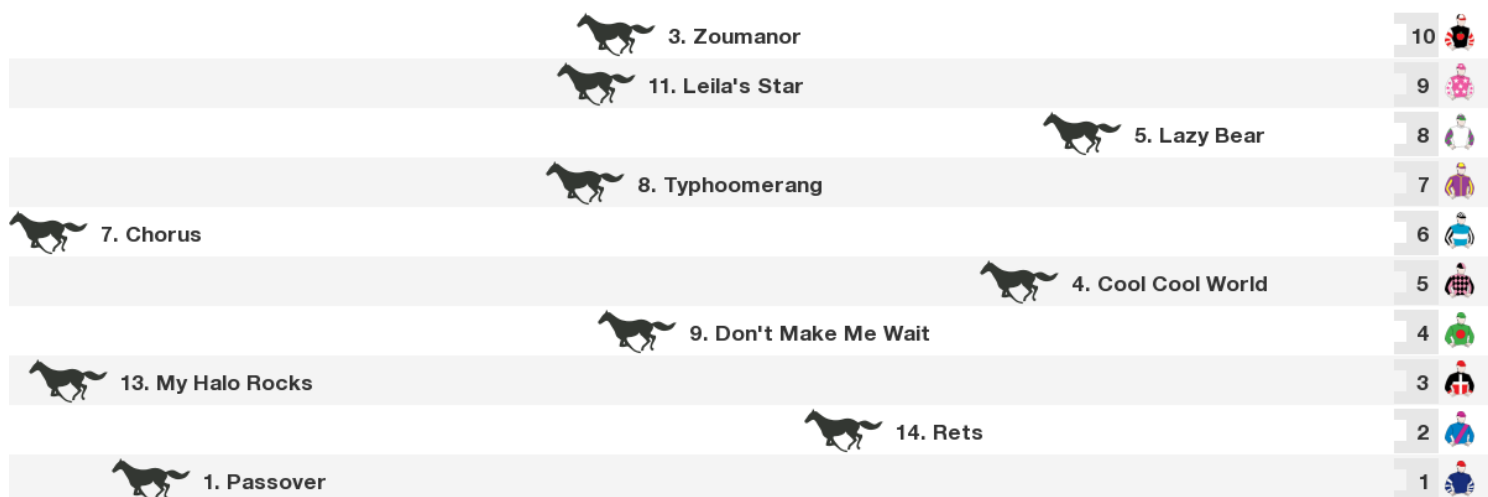 3. Zoumanor 10
11. Leila's Star 9
5. Lazy Bear 8
8. Typhoomerang 7
7. Chorus 6
4. Cool Cool World 5
9. Don't Make Me Wait 4
13. My Halo Rocks 3
14. Rets 2
1. Passover 1